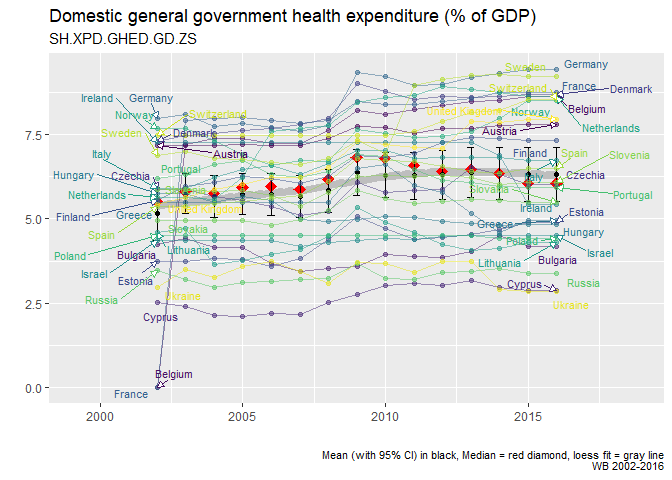 Domestic general government health expenditure (% of GDP)
SH.XPD.GHED.GD.ZS
7.5
5.0
2.5
0.0
Ireland
Germany
Norway
Switzerland
Sweden
Denmark
Austria
Italy
Portugal
Hungary
Czechia
Netherlands
Slovenia
United Kingdom
Greece
Finland
Slovakia
Spain
Lithuania
Poland
Bulgaria
Israel
Estonia
Russia
Ukraine
Cyprus
Belgium
France
Sweden
Germany
Switzerland
France
Denmark
United Kingdom
Norway
Belgium
Austria
Netherlands
Finland
Spain
Slovenia
Italy
Czechia
Slovakia
Portugal
Ireland
Estonia
Greece
Hungary
Poland
Israel
Lithuania
Bulgaria
Cyprus
Russia
Ukraine
2000
2005
2010
2015
Mean (with 95% CI) in black, Median = red diamond, loess fit = gray line
WB 2002-2016